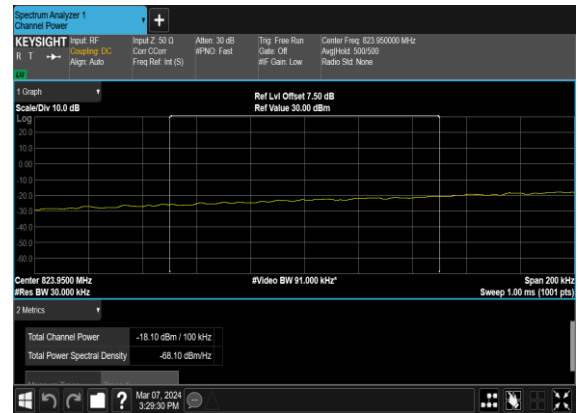 Spectrum Analyzer 1
Channel Power
+
KEYSIGHT
R T
LU
Input: RF
Coupling: DC
Align: Auto
Input Z: 50 Ω
Corr CCorr
Freq Ref: Int (S)
Atten: 30 dB
#PNO: Fast
Trig: Free Run
Gate: Off
#IF Gain: Low
Center Freq: 823.950000 MHz
Avg|Hold: 500/500
Radio Std: None
1 Graph
Scale/Div 10.0 dB
Ref Lvl Offset 7.50 dB
Ref Value 30.00 dBm
Log
20.0
10.0
0.00
-10.0
-20.0
-30.0
-40.0
-50.0
-60.0
Center 823.9500 MHz
#Video BW 91.000 kHz*
Span 200 kHz
#Res BW 30.000 kHz
Sweep 1.00 ms (1001 pts)
2 Metrics
Total Channel Power -18.10 dBm / 100 kHz
Total Power Spectral Density -68.10 dBm/Hz
?
Mar 07, 2024
3:29:30 PM